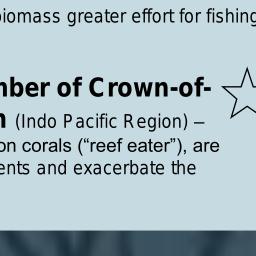 biomass greater effort for fishing
mber of Crown-of-
n (Indo Pacific Region) –
on corals (“reef eater”), are
ents and exacerbate the